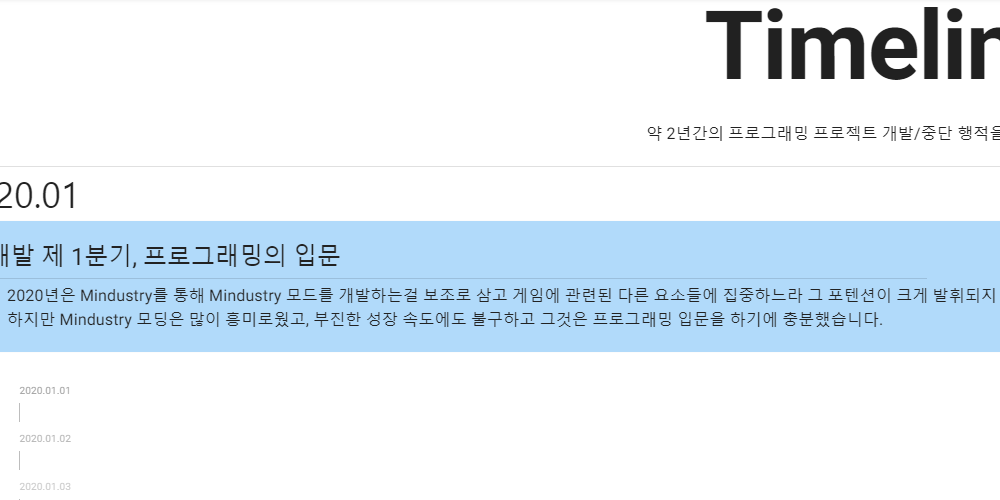 Timelin
약 2년간의 프로그래밍 프로젝트 개발/중단 행적을
20.01
개발 제 1분기, 프로그래밍의 입문
2020년은 Mindustry를 통해 Mindustry 모드를 개발하는걸 보조로 삼고 게임에 관련된 다른 요소들에 집중하느라 그 포텐션이 크게 발휘되지
하지만 Mindustry 모딩은 많이 흥미로웠고, 부진한 성장 속도에도 불구하고 그것은 프로그래밍 입문을 하기에 충분했습니다.
2020.01.01
2020.01.02
2020.01.03